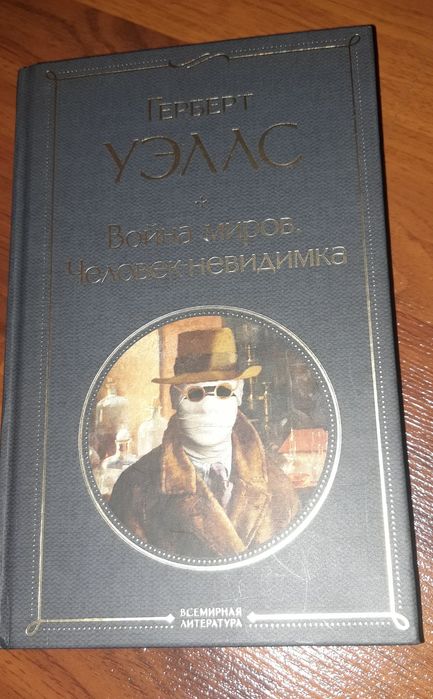 Герберт
УЭЛЛС
Война миров.
Человек-невидимка
ВСЕМИРНАЯ
ЛИТЕРАТУРА